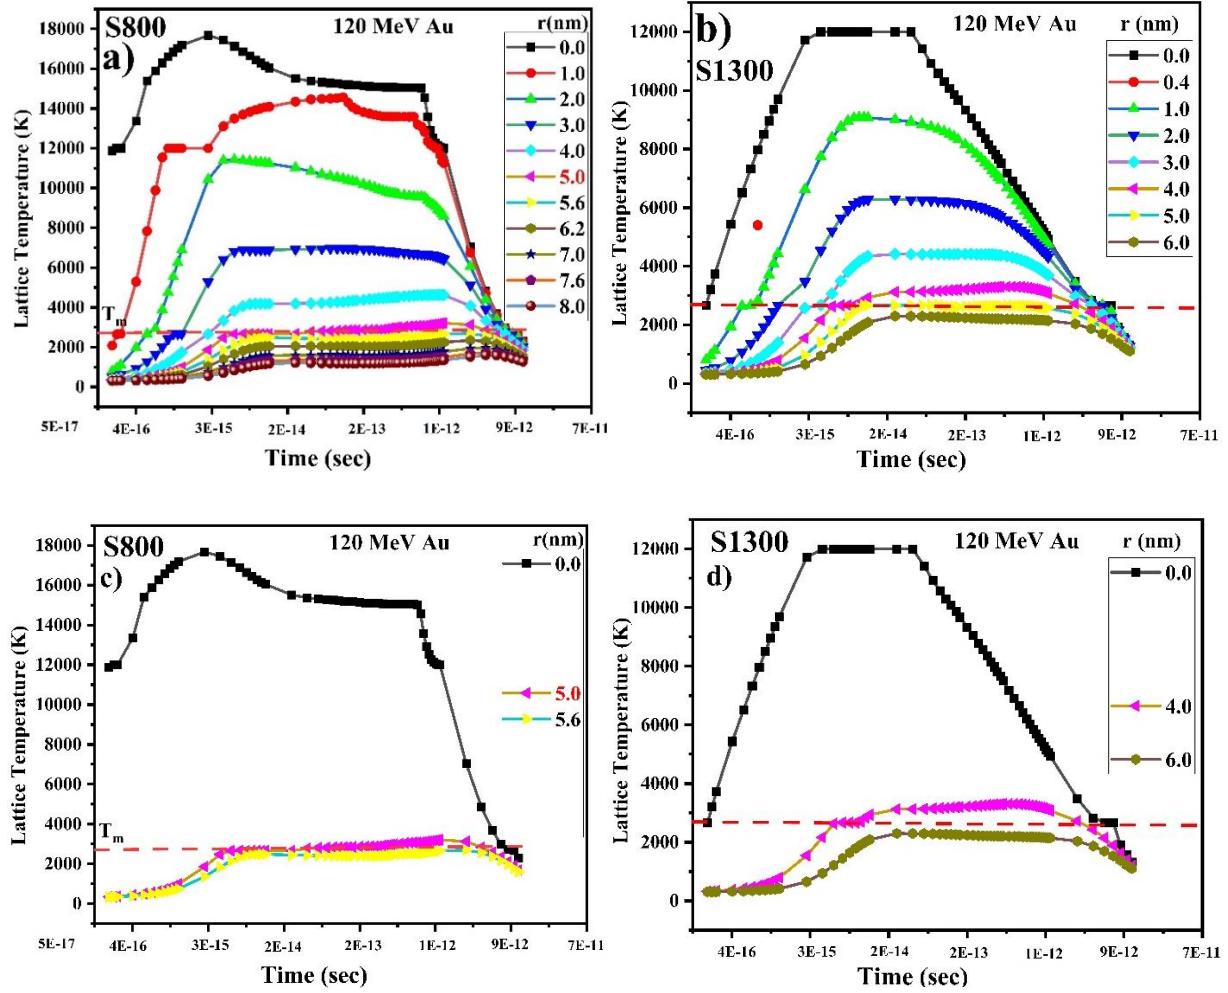 S800
a)
120 MeV Au
r(nm)
0.0
1.0
2.0
3.0
4.0
5.0
5.6
6.2
7.0
7.6
8.0
T_m
18000
16000
14000
12000
10000
8000
6000
4000
2000
0
Lattice Temperature (K)
5E-17 4E-16 3E-15 2E-14 2E-13 1E-12 9E-12 7E-11
Time (sec)
b)
120 MeV Au
S1300
r (nm)
0.0
0.4
1.0
2.0
3.0
4.0
5.0
6.0
12000
10000
8000
6000
4000
2000
0
Lattice Temperature (K)
4E-16 3E-15 2E-14 2E-13 1E-12 9E-12 7E-11
Time (sec)
S800
c)
120 MeV Au
r(nm)
0.0
5.0
5.6
T_m
18000
16000
14000
12000
10000
8000
6000
4000
2000
0
Lattice Temperature (K)
5E-17 4E-16 3E-15 2E-14 2E-13 1E-12 9E-12 7E-11
Time (sec)
S1300
d)
120 MeV Au
r (nm)
0.0
4.0
6.0
12000
10000
8000
6000
4000
2000
0
Lattice Temperature (K)
4E-16 3E-15 2E-14 2E-13 1E-12 9E-12 7E-11
Time (sec)